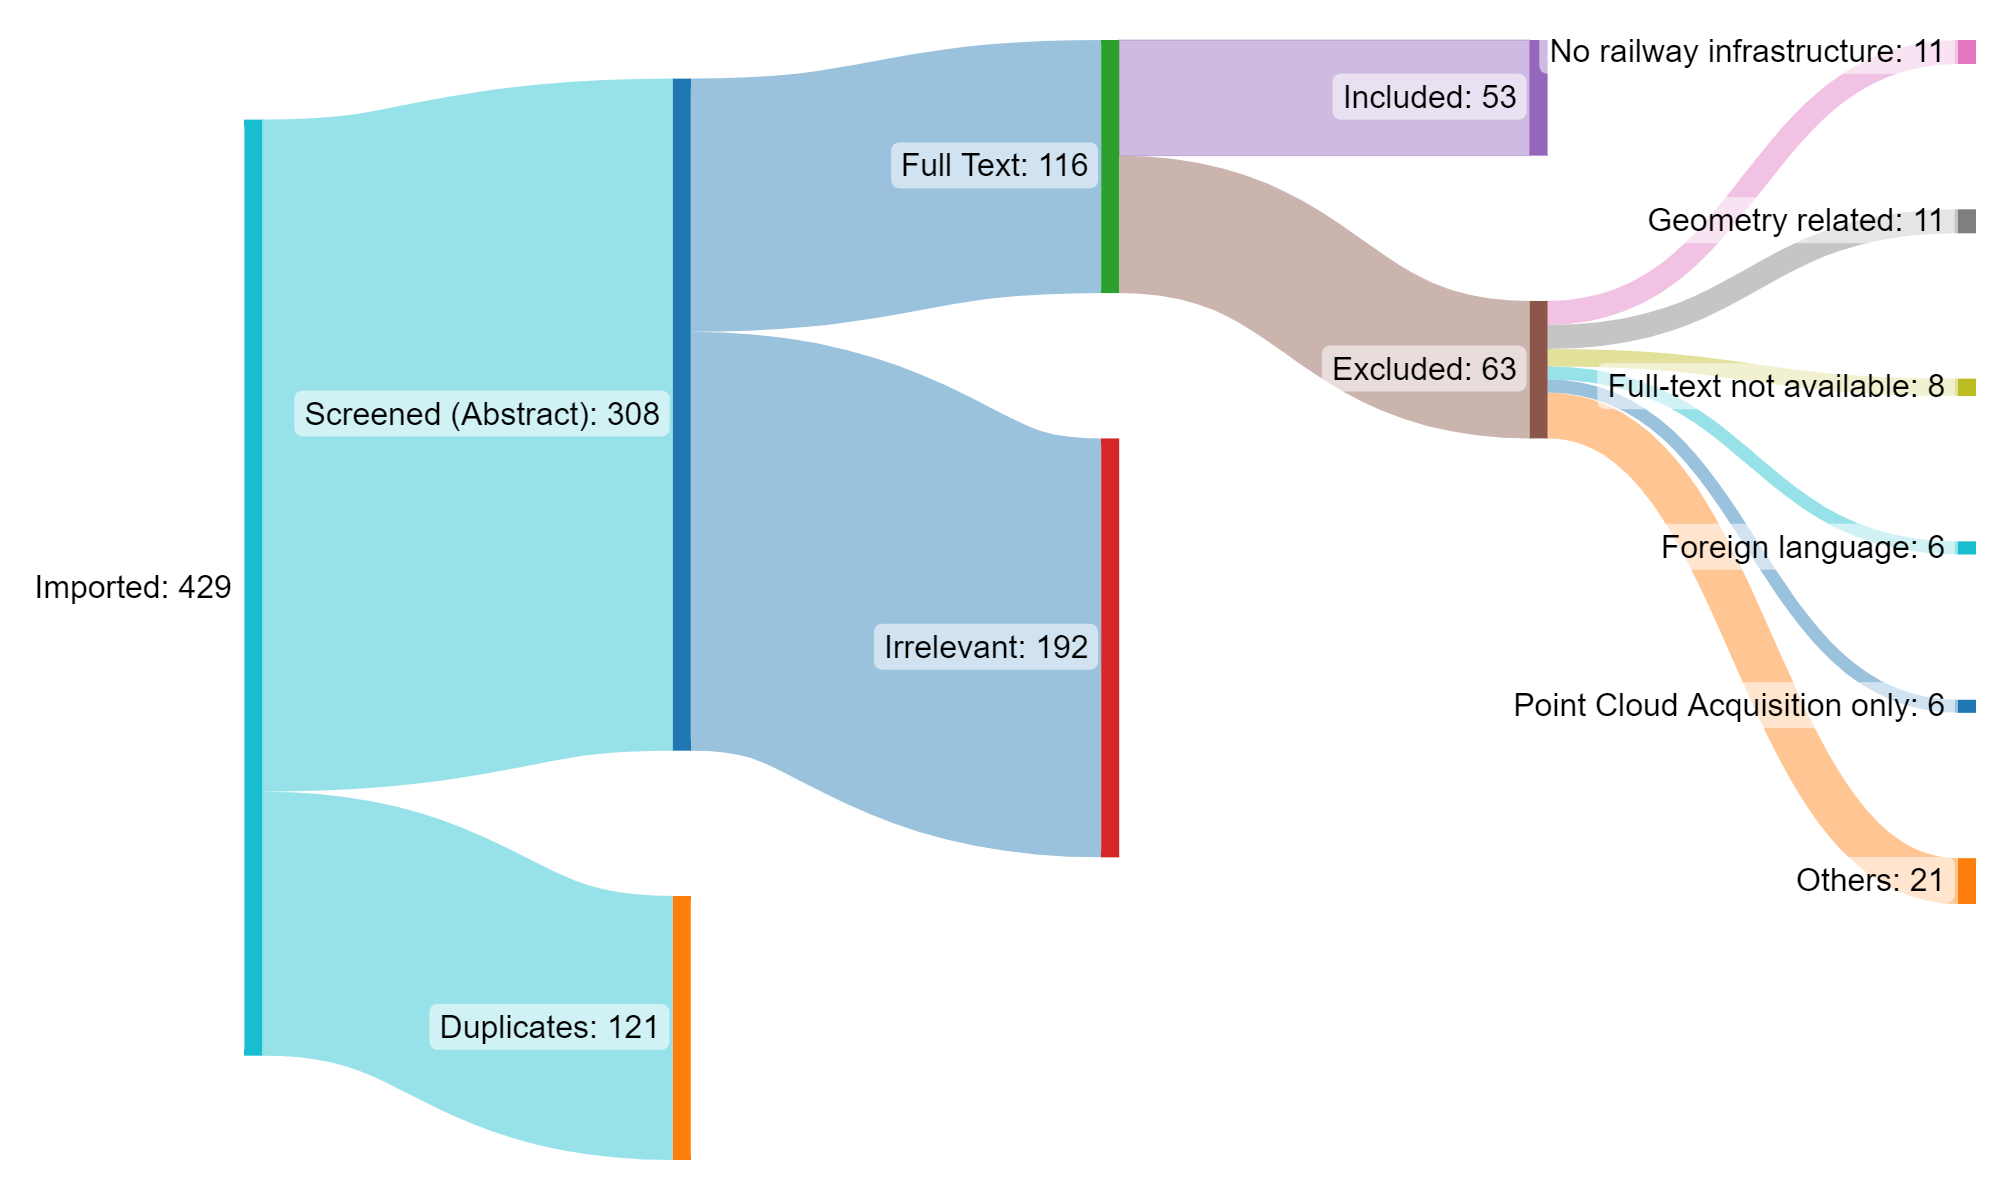 Imported: 429
Screened (Abstract): 308
Duplicates: 121
Full Text: 116
Irrelevant: 192
Included: 53
Excluded: 63
No railway infrastructure: 11
Geometry related: 11
Full-text not available: 8
Foreign language: 6
Point Cloud Acquisition only: 6
Others: 21